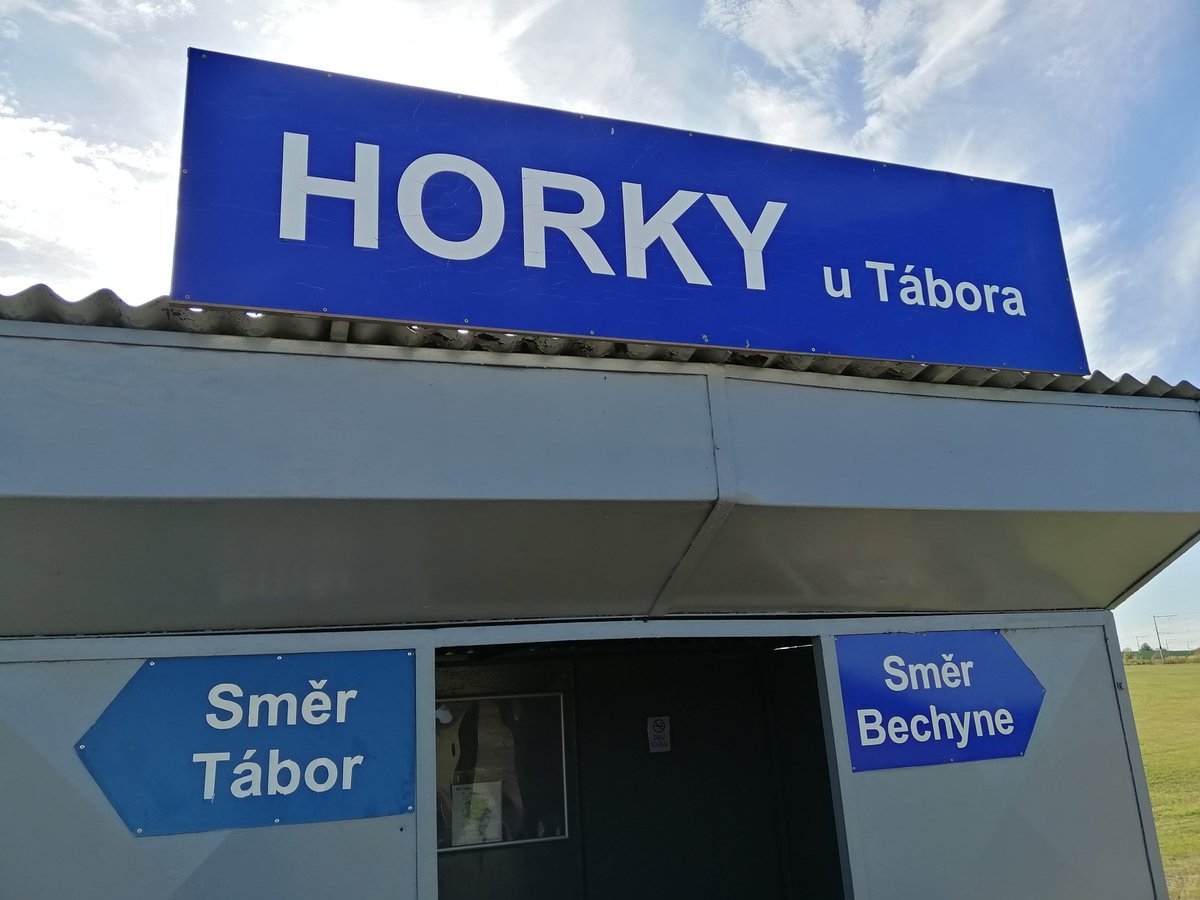 HORKY u Tábora
Směr
Tábor
Směr
Bechyne